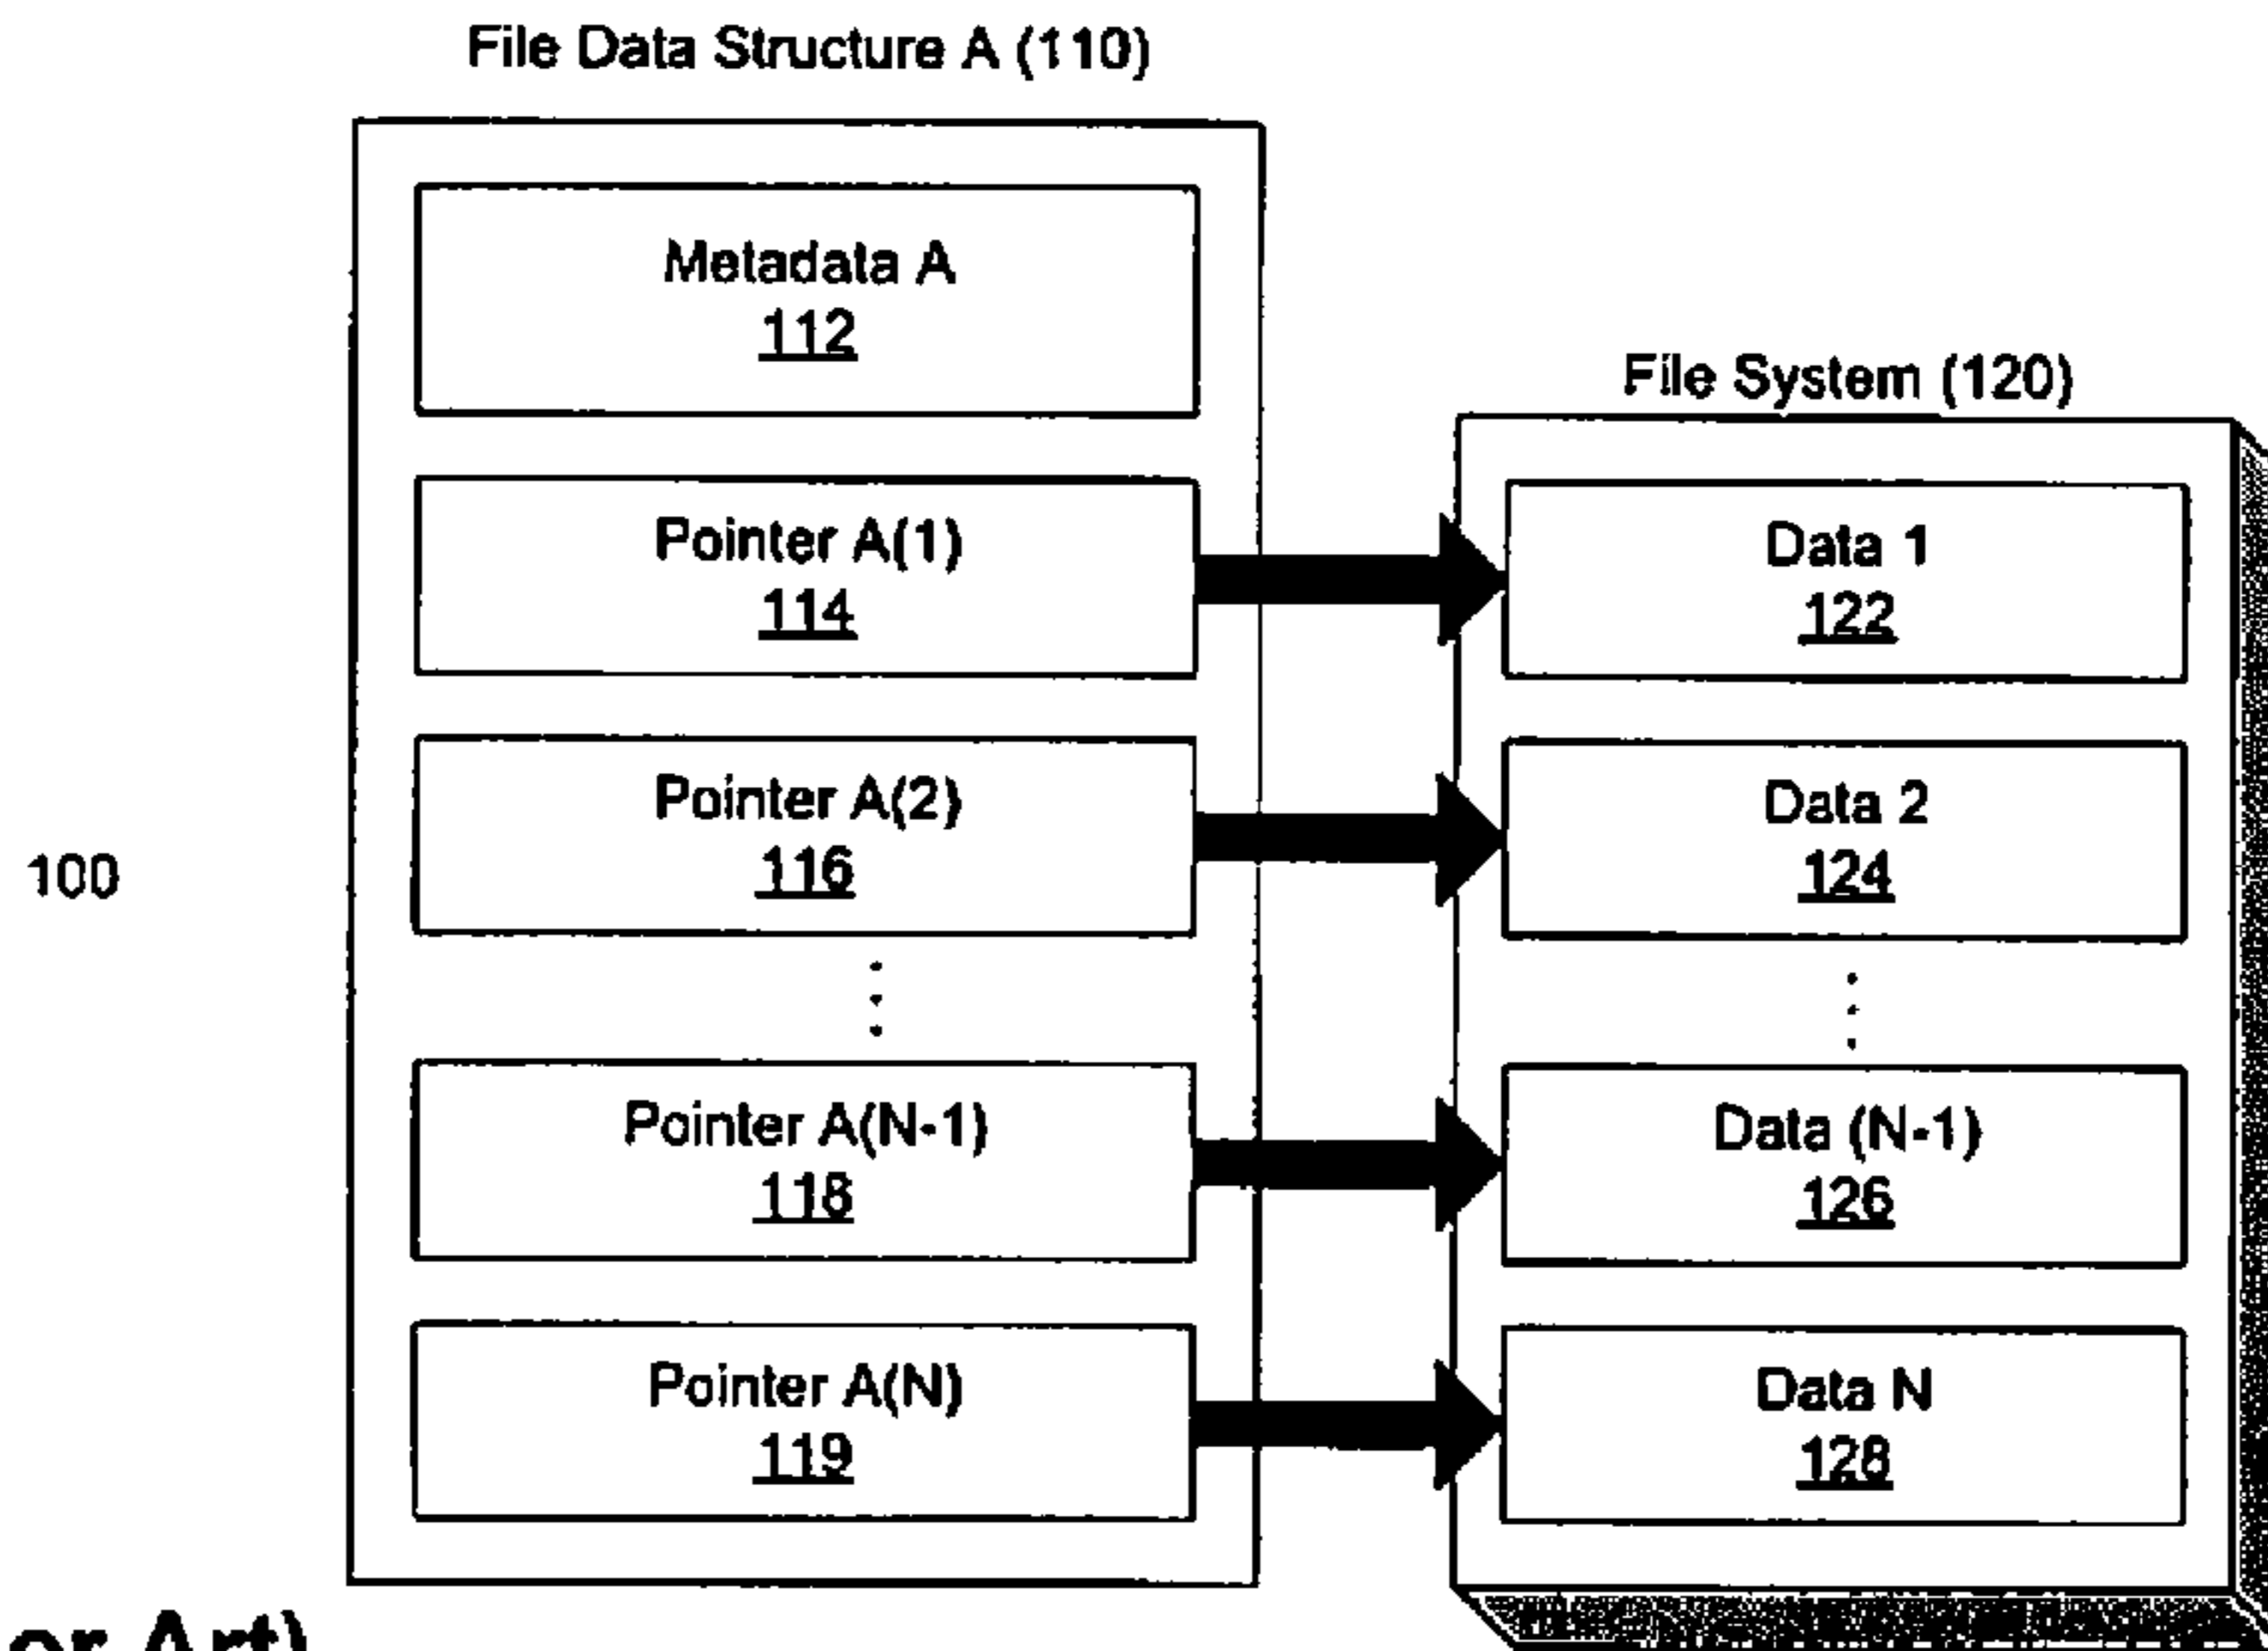 File Data Structure A (110)
Metadata A
112
Pointer A(1)
114
Pointer A(2)
116
Pointer A(N-1)
118
Pointer A(N)
119
File System (120)
Data 1
122
Data 2
124
Data (N-1)
126
Data N
128
100
Art)